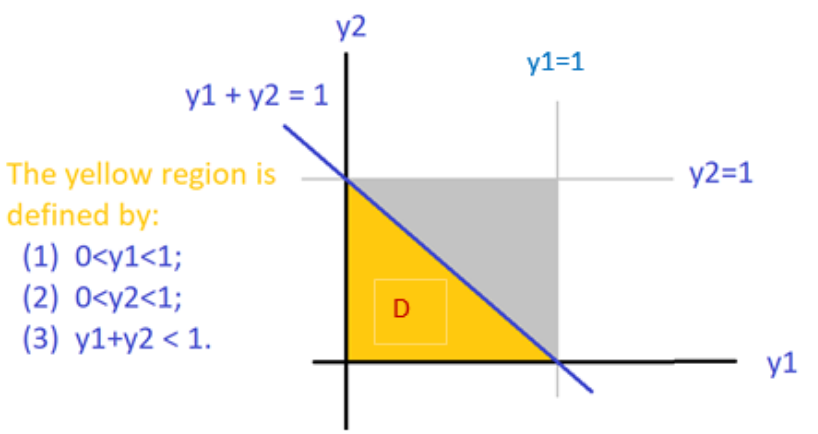 y2
y1=1
y1 + y2 = 1
The yellow region is
y2=1
defined by:
(1) 0<y1<1;
(2) 0<y2<1;
D
(3) y1+y2 < 1.
y1